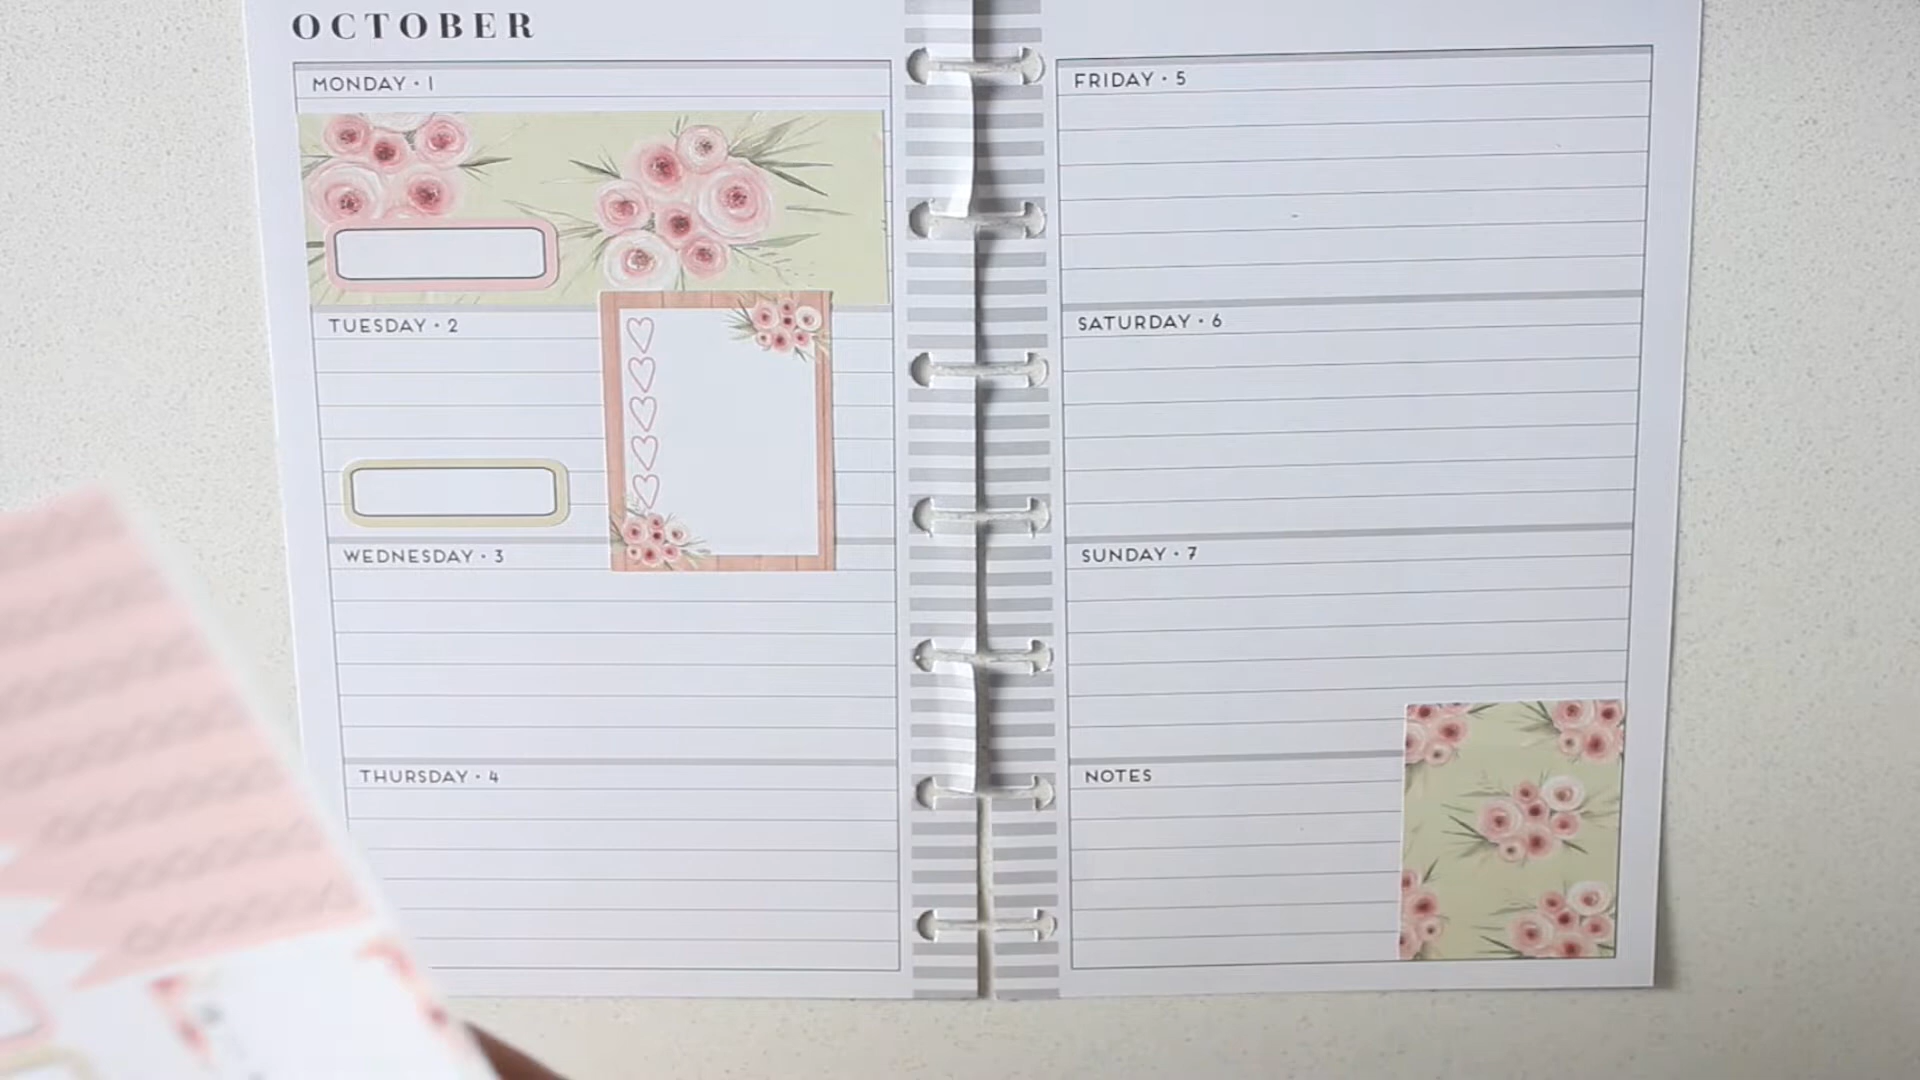 OCTOBER
MONDAY • 1
TUESDAY • 2
WEDNESDAY • 3
THURSDAY • 4
FRIDAY • 5
SATURDAY • 6
SUNDAY • 7
NOTES